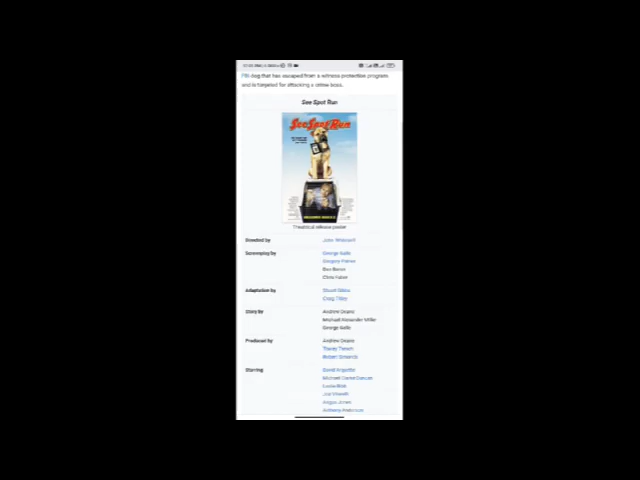 FBI dog that has escaped from a witness protection program
and is targeted for attacking a crime boss.
See Spot Run
See Spot Run
Theatrical release poster
Directed by
John Whitesell
Screenplay by
George Gallo
Gregory Poirier
Dan Baron
Chris Faber
Adaptation by
Stuart Gibbs
Craig Titley
Story by
Andrew Deane
Michael Alexander Miller
George Gallo
Produced by
Andrew Deane
Tracey Trench
Robert Simonds
Starring
David Arquette
Michael Clarke Duncan
Leslie Bibb
Joe Viterelli
Angus Jones
Anthony Anderson